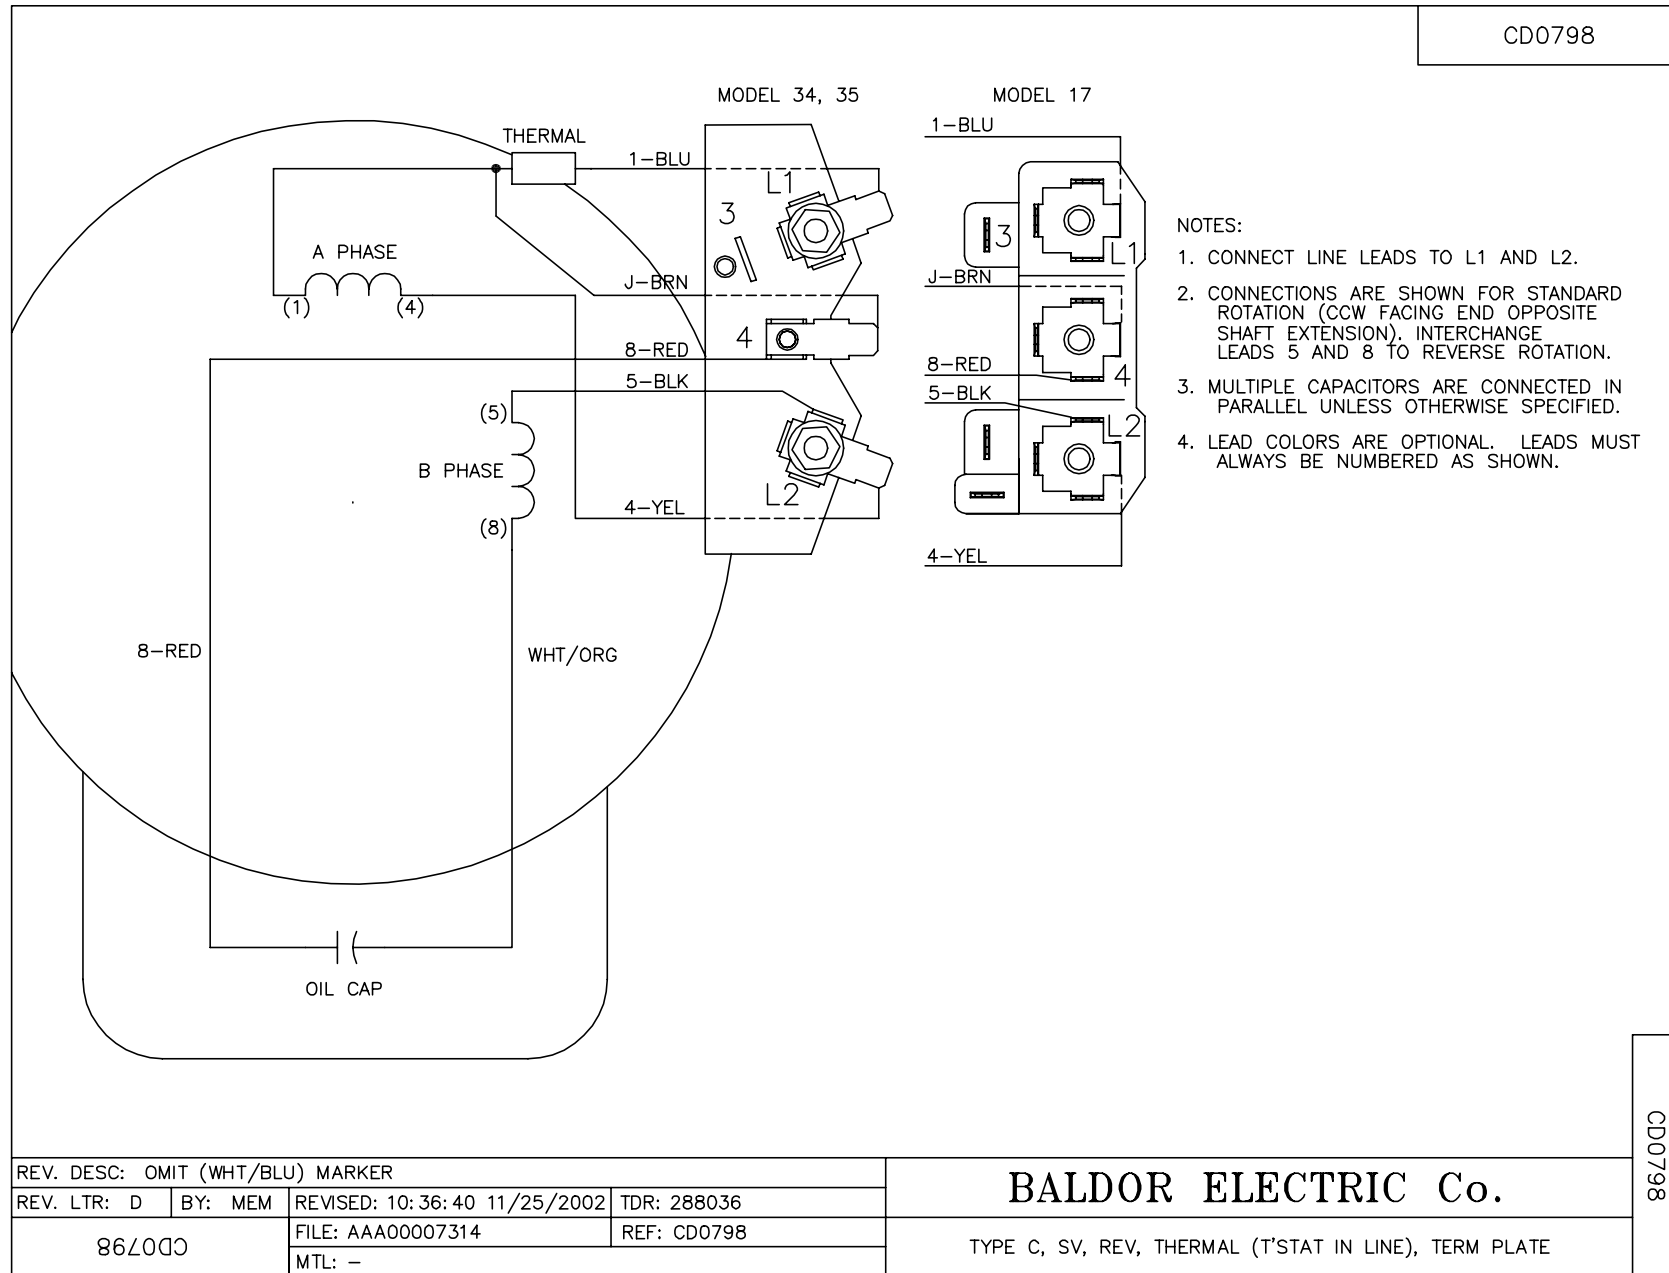 CD0798
MODEL 34, 35
MODEL 17
THERMAL
1-BLU
1-BLU
L1
3
A PHASE
(1)
(4)
J-BRN
4
8-RED
5-BLK
(5)
B PHASE
(8)
L2
4-YEL
3
L1
J-BRN
8-RED
4
5-BLK
L2
4-YEL
NOTES:
1. CONNECT LINE LEADS TO L1 AND L2.
2. CONNECTIONS ARE SHOWN FOR STANDARD
ROTATION (CCW FACING END OPPOSITE
SHAFT EXTENSION). INTERCHANGE
LEADS 5 AND 8 TO REVERSE ROTATION.
3. MULTIPLE CAPACITORS ARE CONNECTED IN
PARALLEL UNLESS OTHERWISE SPECIFIED.
4. LEAD COLORS ARE OPTIONAL. LEADS MUST
ALWAYS BE NUMBERED AS SHOWN.
8-RED
WHT/ORG
OIL CAP
CD0798
REV. DESC: OMIT (WHT/BLU) MARKER
REV. LTR: D
BY: MEM
REVISED: 10:36:40 11/25/2002
TDR: 288036
CD0798
FILE: AAA00007314
REF: CD0798
MTL: -
BALDOR ELECTRIC Co.
TYPE C, SV, REV, THERMAL (T'STAT IN LINE), TERM PLATE